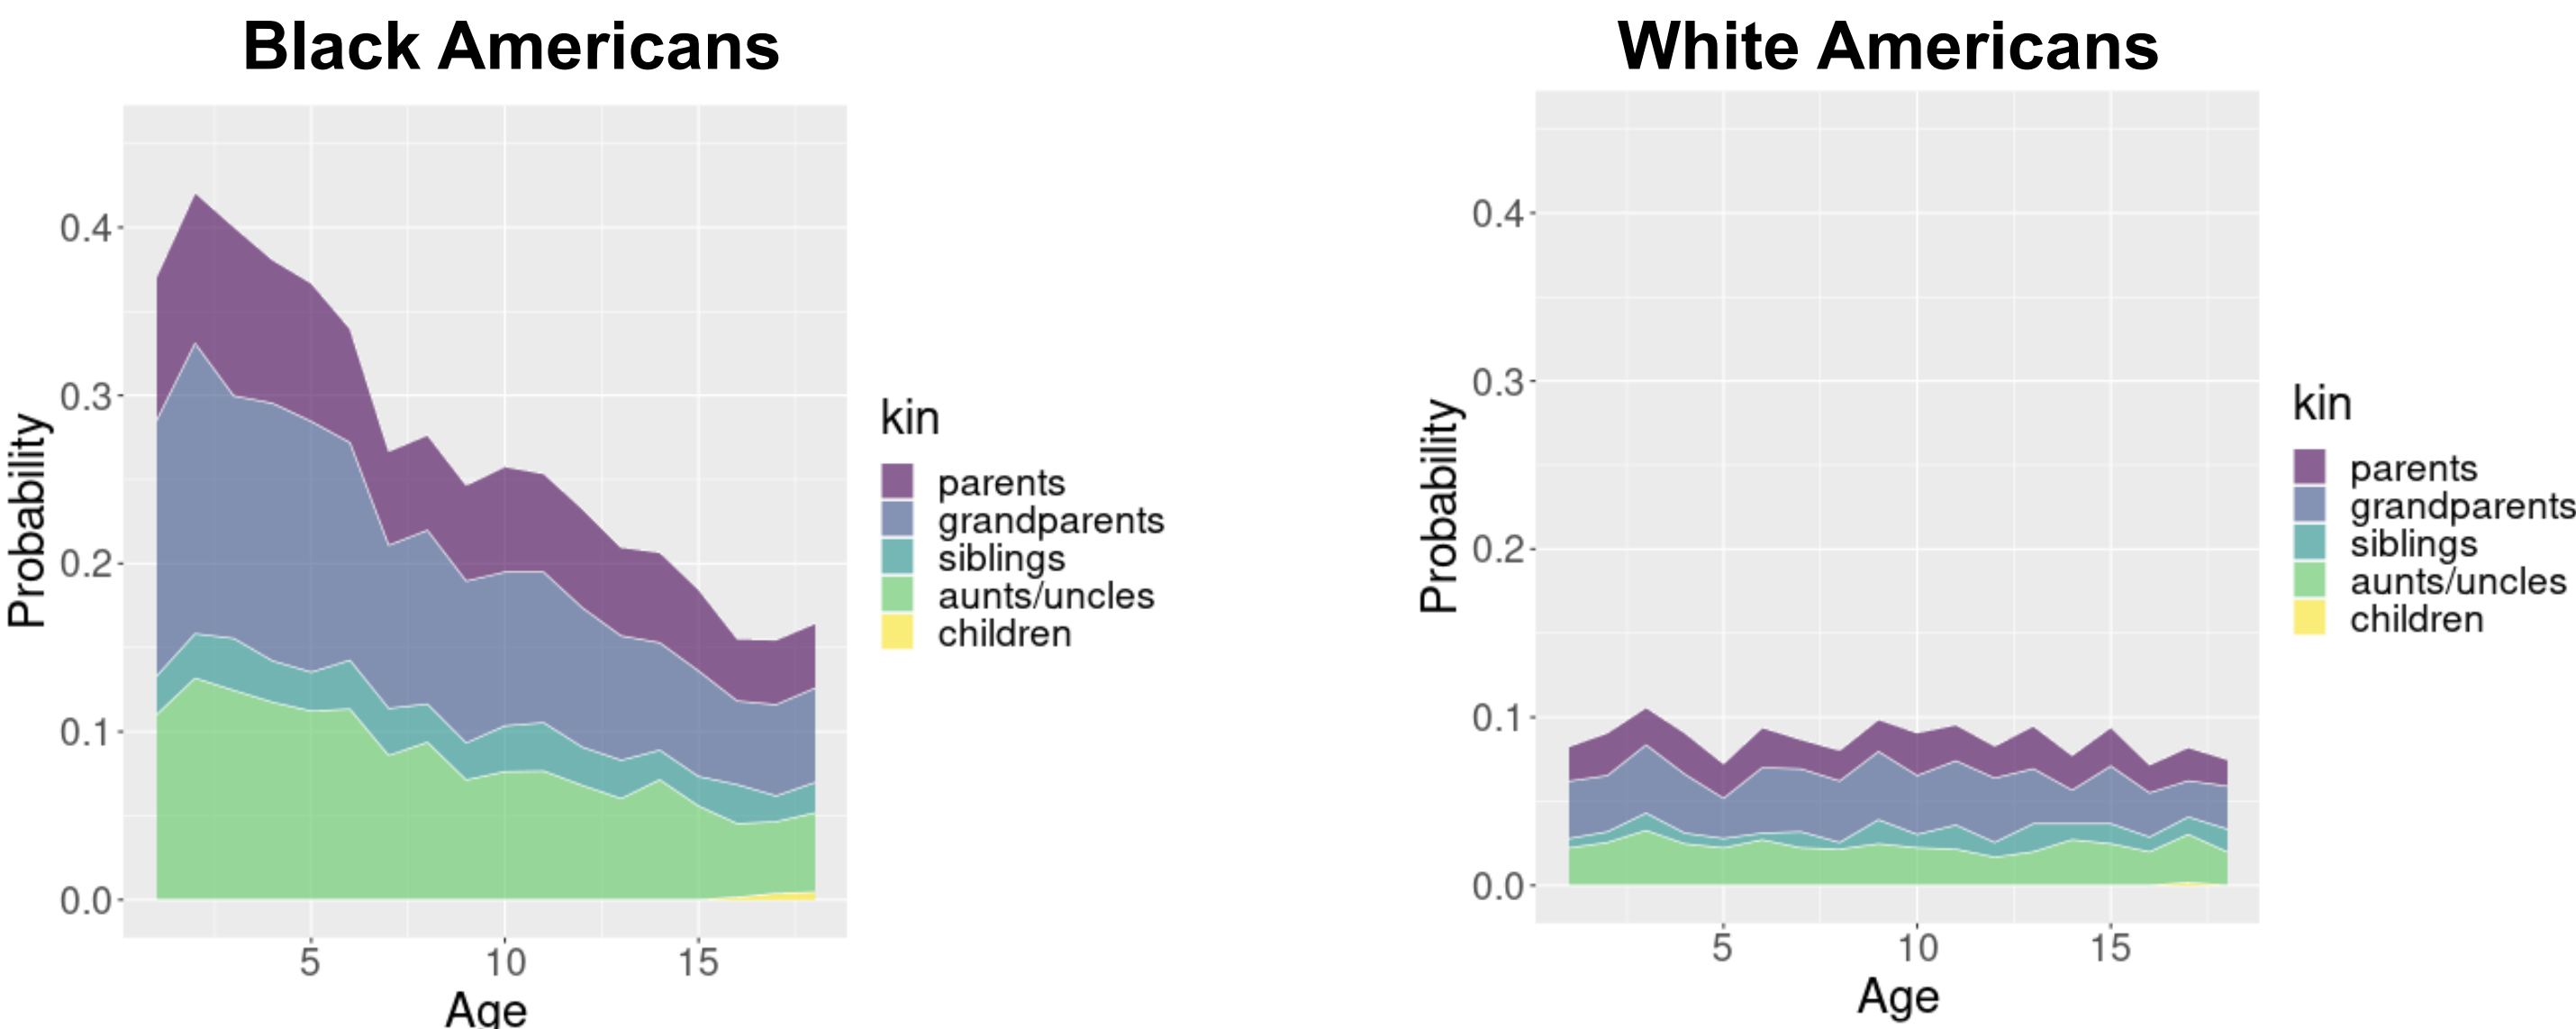 Black Americans
0.4
0.3
0.2
0.1
0.0
Probability
5 10 15
Age
kin
parents
grandparents
siblings
aunts/uncles
children
White Americans
0.4
0.3
0.2
0.1
0.0
Probability
5 10 15
Age
kin
parents
grandparents
siblings
aunts/uncles
children